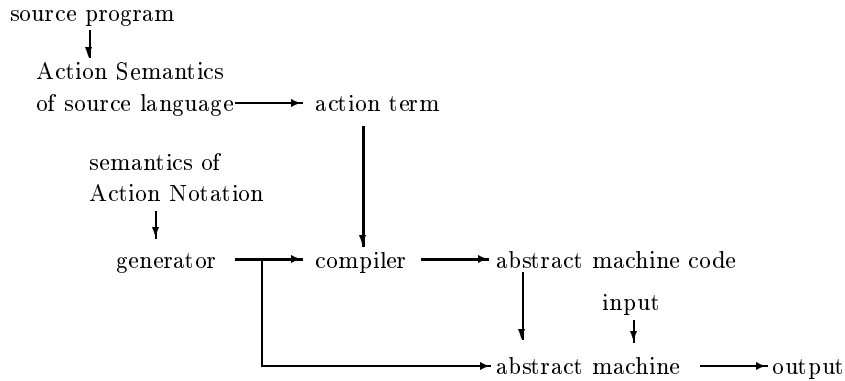 source program
Action Semantics
of source language
action term
semantics of
Action Notation
generator
compiler
abstract machine code
input
abstract machine
output